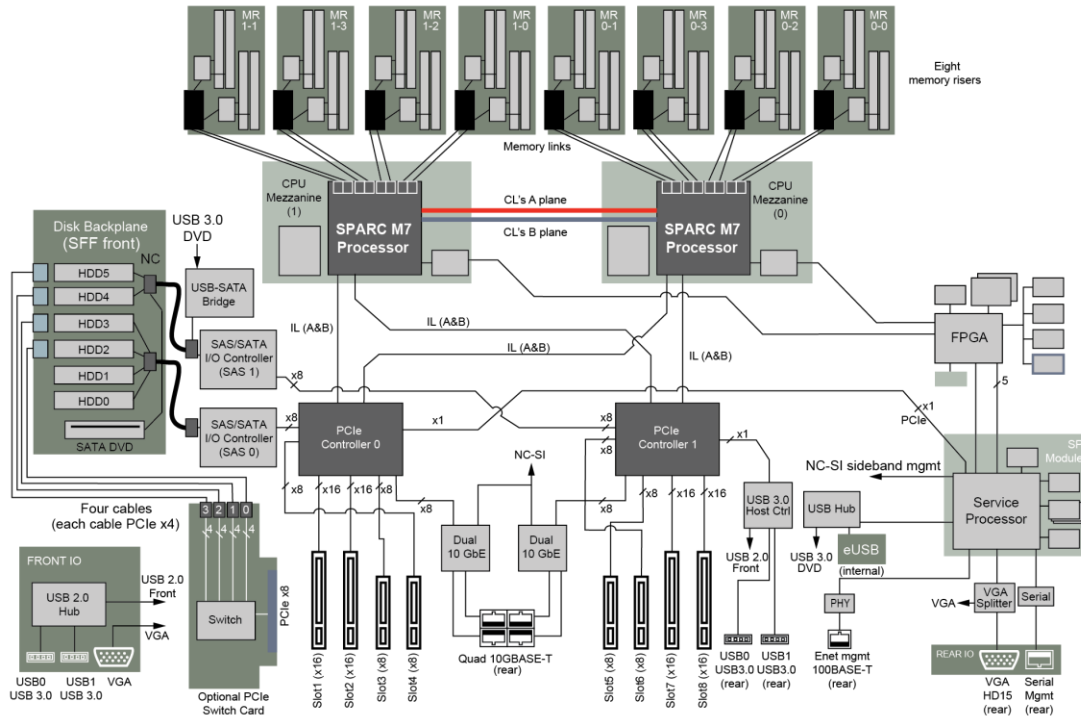 MR
1-1
MR
1-3
MR
1-2
MR
1-0
MR
0-1
MR
0-3
MR
0-2
MR
0-0
Eight
memory risers
Memory links
CPU
Mezzanine
(1)
SPARC M7
Processor
CL's A plane
CL's B plane
CPU
Mezzanine
(0)
SPARC M7
Processor
Disk Backplane
(SFF front)
NC
USB 3.0
DVD
HDD5
HDD4
HDD3
HDD2
HDD1
HDD0
SATA DVD
USB-SATA
Bridge
SAS/SATA
I/O Controller
(SAS 1)
x8
SAS/SATA
I/O Controller
(SAS 0)
x8
IL (A&B)
IL (A&B)
IL (A&B)
IL (A&B)
FPGA
5
x1
PCIe
PCIe
Controller 0
x1
x8
x8
PCIe
Controller 1
x1
x8
x16
x16
x8
x8
NC-SI
x8
x8
x16
x16
Dual
10 GbE
Dual
10 GbE
USB 3.0
Host Ctrl
USB 2.0
Front
NC-SI sideband mgmt
SP
Module
Service
Processor
USB Hub
USB 3.0
DVD
eUSB
(internal)
PHY
VGA
VGA
Splitter
Serial
Four cables
(each cable PCIe x4)
3
2
1
0
4
4
4
4
Switch
PCIe x8
Optional PCIe
Switch Card
FRONT IO
USB 2.0
Hub
USB 2.0
Front
VGA
USB0
USB 3.0
USB1
USB 3.0
VGA
Slot1 (x16)
Slot2 (x16)
Slot3 (x8)
Slot4 (x8)
Quad 10GBASE-T
(rear)
Slot5 (x8)
Slot6 (x8)
Slot7 (x16)
Slot8 (x16)
USB0
USB3.0
(rear)
USB1
USB3.0
(rear)
Enet mgmt
100BASE-T
(rear)
REAR IO
VGA
HD15
(rear)
Serial
Mgmt
(rear)